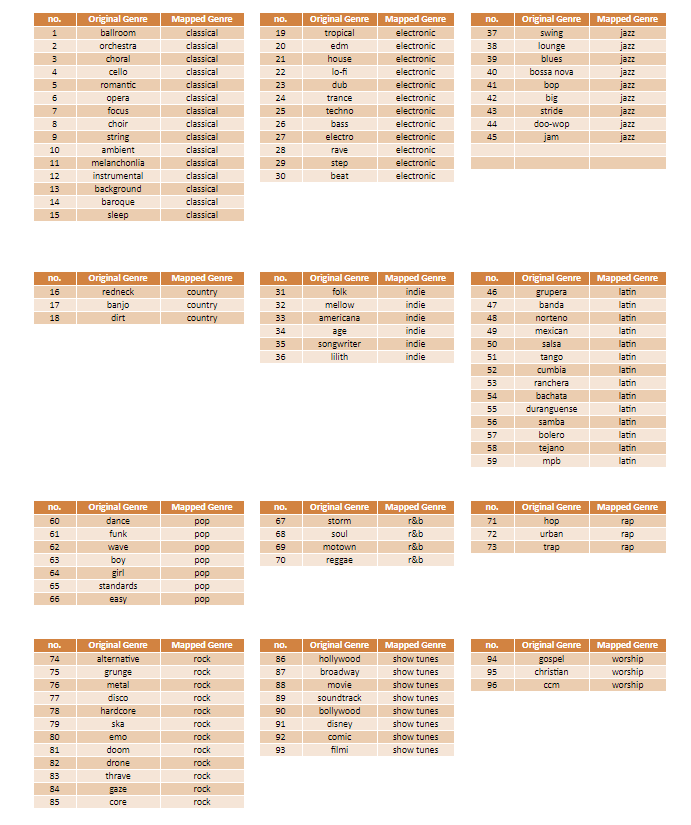 no. Original Genre Mapped Genre
1 ballroom classical
2 orchestra classical
3 choral classical
4 cello classical
5 romantic classical
6 opera classical
7 focus classical
8 choir classical
9 string classical
10 ambient classical
11 melanchonlia classical
12 instrumental classical
13 background classical
14 baroque classical
15 sleep classical
no. Original Genre Mapped Genre
19 tropical electronic
20 edm electronic
21 house electronic
22 lo-fi electronic
23 dub electronic
24 trance electronic
25 techno electronic
26 bass electronic
27 electro electronic
28 rave electronic
29 step electronic
30 beat electronic
no. Original Genre Mapped Genre
37 swing jazz
38 lounge jazz
39 blues jazz
40 bossa nova jazz
41 bop jazz
42 big jazz
43 stride jazz
44 doo-wop jazz
45 jam jazz
no. Original Genre Mapped Genre
16 redneck country
17 banjo country
18 dirt country
no. Original Genre Mapped Genre
31 folk indie
32 mellow indie
33 americana indie
34 age indie
35 songwriter indie
36 lilith indie
no. Original Genre Mapped Genre
46 grupera latin
47 banda latin
48 norteno latin
49 mexican latin
50 salsa latin
51 tango latin
52 cumbia latin
53 ranchera latin
54 bachata latin
55 duranguense latin
56 samba latin
57 bolero latin
58 tejano latin
59 mpb latin
no. Original Genre Mapped Genre
60 dance pop
61 funk pop
62 wave pop
63 boy pop
64 girl pop
65 standards pop
66 easy pop
no. Original Genre Mapped Genre
67 storm r&b
68 soul r&b
69 motown r&b
70 reggae r&b
no. Original Genre Mapped Genre
71 hop rap
72 urban rap
73 trap rap
no. Original Genre Mapped Genre
74 alternative rock
75 grunge rock
76 metal rock
77 disco rock
78 hardcore rock
79 ska rock
80 emo rock
81 doom rock
82 drone rock
83 thrave rock
84 gaze rock
85 core rock
no. Original Genre Mapped Genre
86 hollywood show tunes
87 broadway show tunes
88 movie show tunes
89 soundtrack show tunes
90 bollywood show tunes
91 disney show tunes
92 comic show tunes
93 filmi show tunes
no. Original Genre Mapped Genre
94 gospel worship
95 christian worship
96 ccm worship